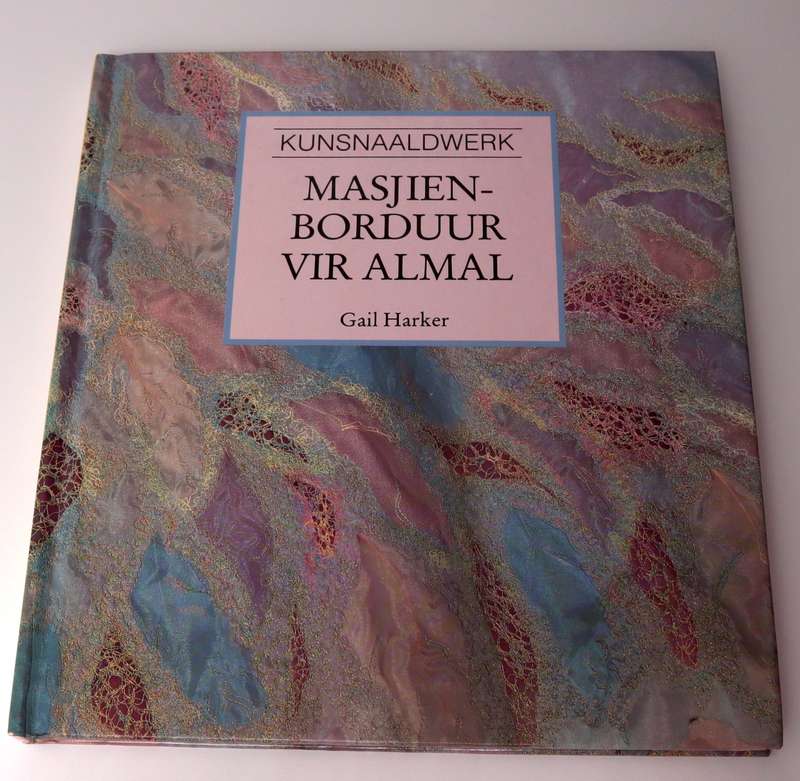 KUNSNAALDWERK
MASJIEN-
BORDUUR
VIR ALMAL
Gail Harker